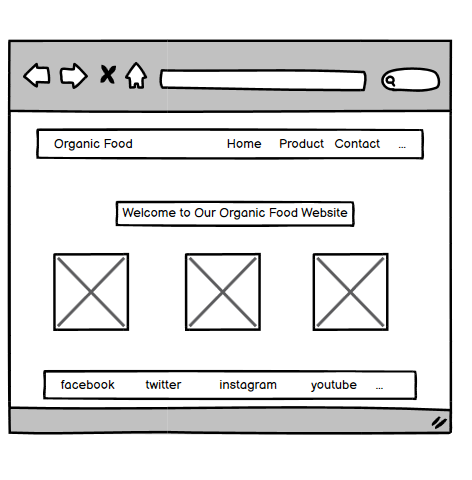 Organic Food Home Product Contact ...
Welcome to Our Organic Food Website
facebook twitter instagram youtube ...